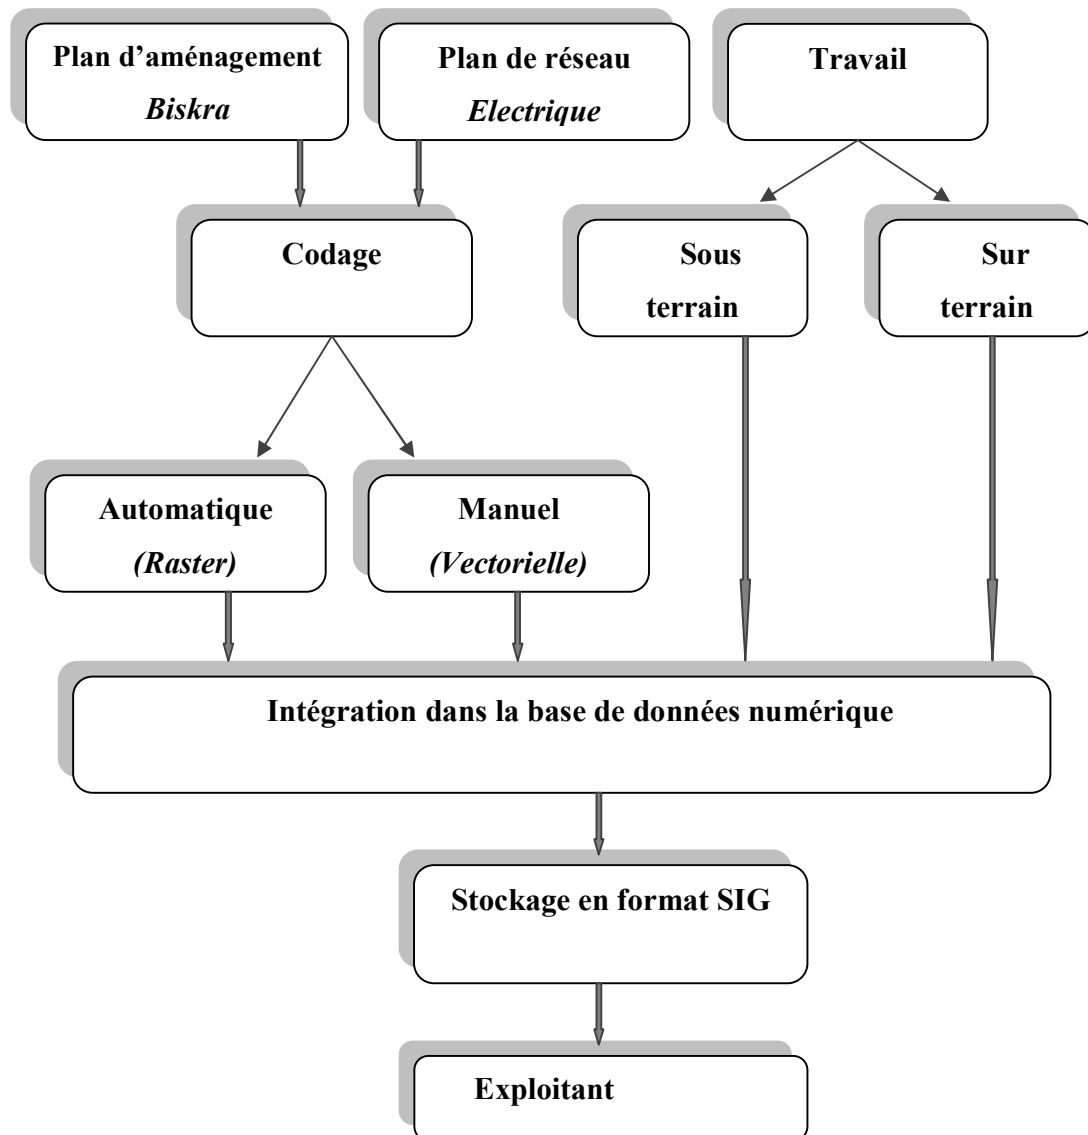 Plan d’aménagement
Biskra
Plan de réseau
Electrique
Travail
Codage
Sous
terrain
Sur
terrain
Automatique
(Raster)
Manuel
(Vectorielle)
Intégration dans la base de données numérique
Stockage en format SIG
Exploitant